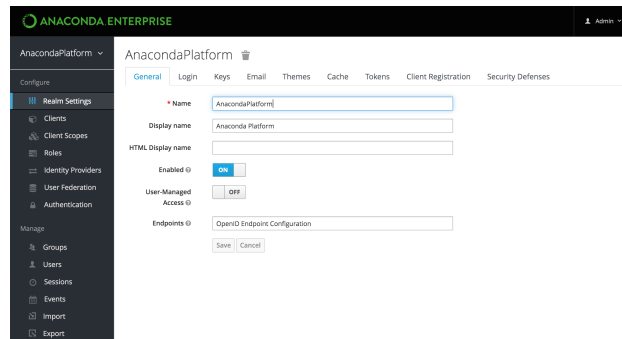 ANACONDA.ENTERPRISE
Admin
AnacondaPlatform
Configure
Realm Settings
Clients
Client Scopes
Roles
Identity Providers
User Federation
Authentication
Manage
Groups
Users
Sessions
Events
Import
Export
AnacondaPlatform
General Login Keys Email Themes Cache Tokens Client Registration Security Defenses
* Name AnacondaPlatform
Display name Anaconda Platform
HTML Display name
Enabled ON
User-Managed OFF
Access
Endpoints OpenID Endpoint Configuration
Save Cancel